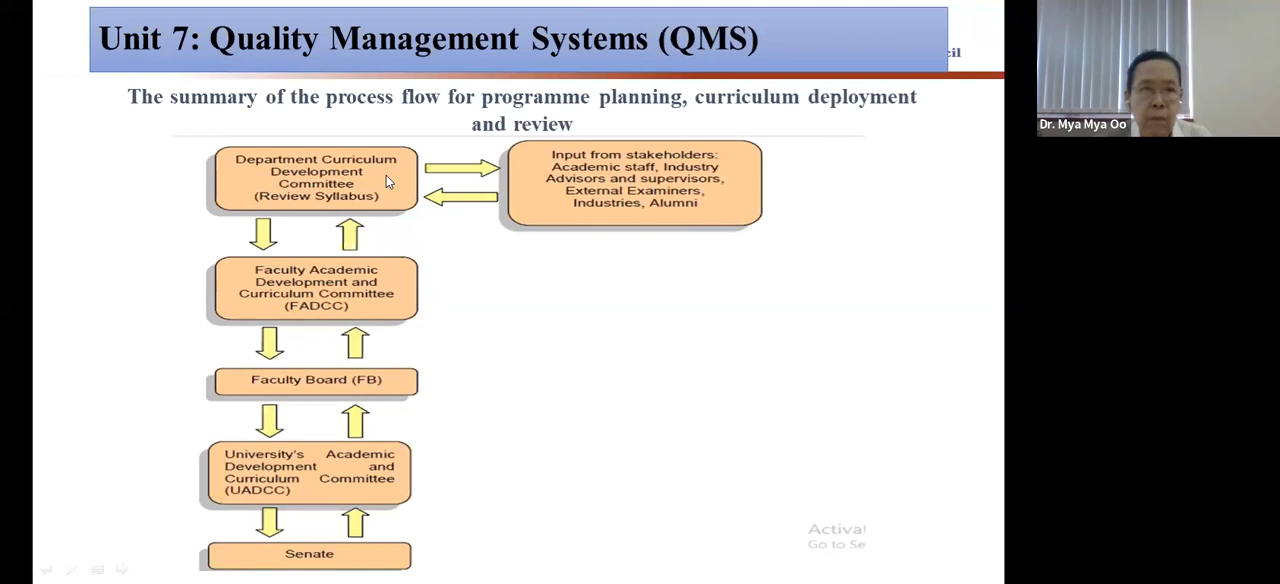 Unit 7: Quality Management Systems (QMS)
cil
The summary of the process flow for programme planning, curriculum deployment
and review
Department Curriculum
Development
Committee
(Review Syllabus)
Input from stakeholders:
Academic staff, Industry
Advisors and supervisors,
External Examiners,
Industries, Alumni
Faculty Academic
Development and
Curriculum Committee
(FADCC)
Faculty Board (FB)
University's Academic
Development and
Curriculum Committee
(UADCC)
Senate
Activat
Go to Se
Dr. Mya Mya Oo